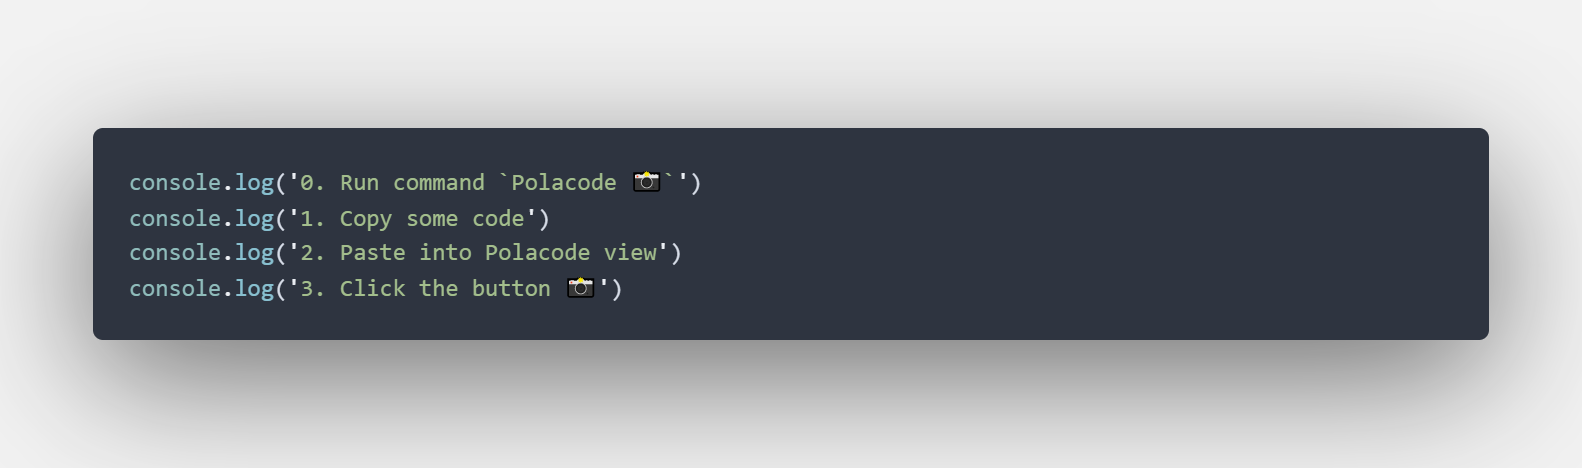 console.log('0. Run command `Polacode 📸`')
console.log('1. Copy some code')
console.log('2. Paste into Polacode view')
console.log('3. Click the button 📸')